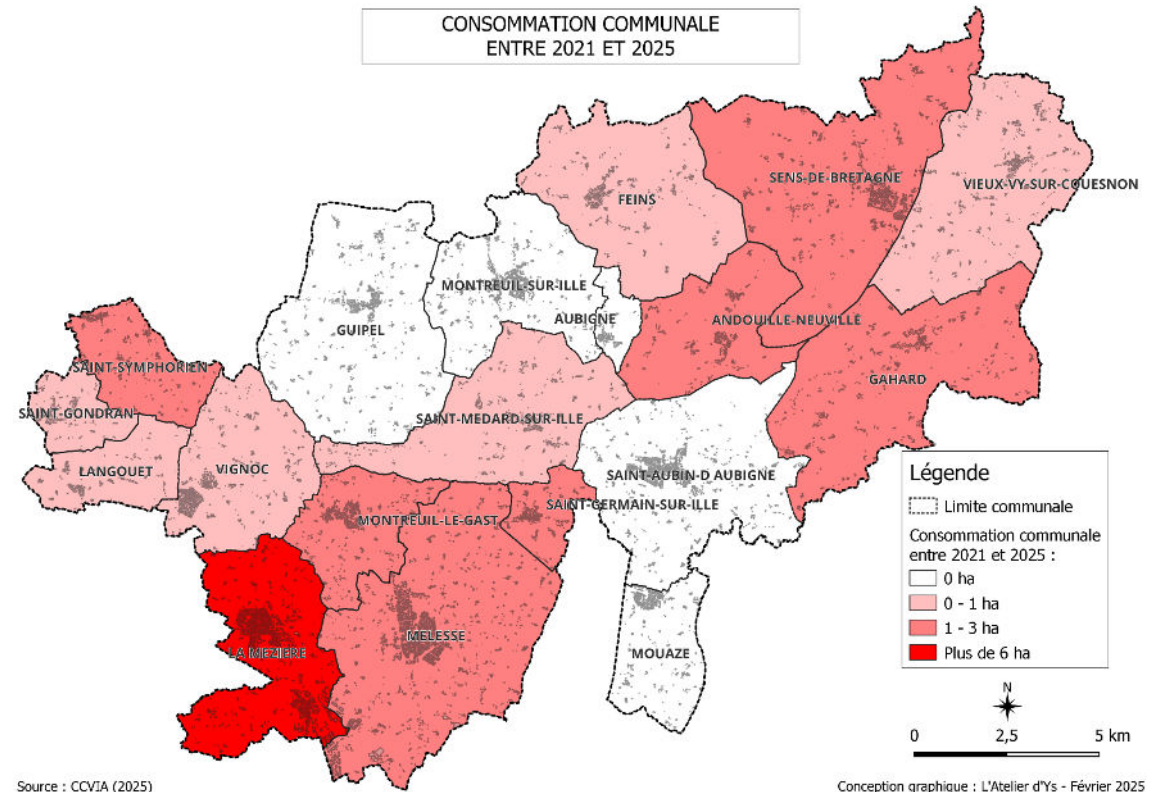 CONSOMMATION COMMUNALE
ENTRE 2021 ET 2025
SENS-DE-BRETAGNE
VIEUX-VY-SUR-COUESNON
FEINS
MONTREUIL-SUR-ILLE
AUBIGNE
ANDOUILLE-NEUVILLE
GUIPEL
SAINT-SYMPHORIEN
GAHARD
SAINT-GONDRAN
SAINT-MEDARD-SUR-ILLE
LANGOUET
VIGNOC
SAINT-AUBIN-D AUBIGNE
SAINT-GERMAIN-SUR-ILLE
MONTREUIL-LE-GAST
MELESSE
LA MEZIERE
MOUAZE
Légende
Limite communale
Consommation communale
entre 2021 et 2025 :
0 ha
0 - 1 ha
1 - 3 ha
Plus de 6 ha
N
0 2,5 5 km
Source : CCVIA (2025)
Conception graphique : L'Atelier d'Ys - Février 2025